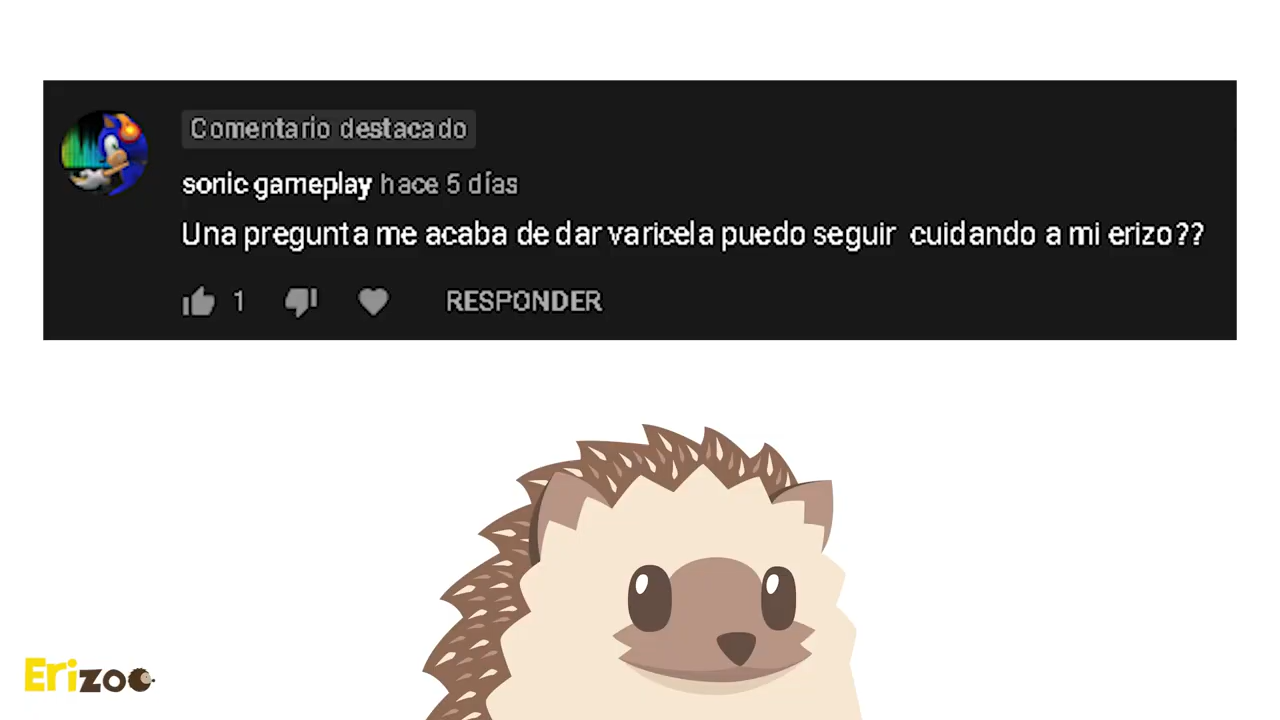 Comentario destacado
sonic gameplay hace 5 días
Una pregunta me acaba de dar varicela puedo seguir cuidando a mi erizo??
1 RESPONDER
Erizoo